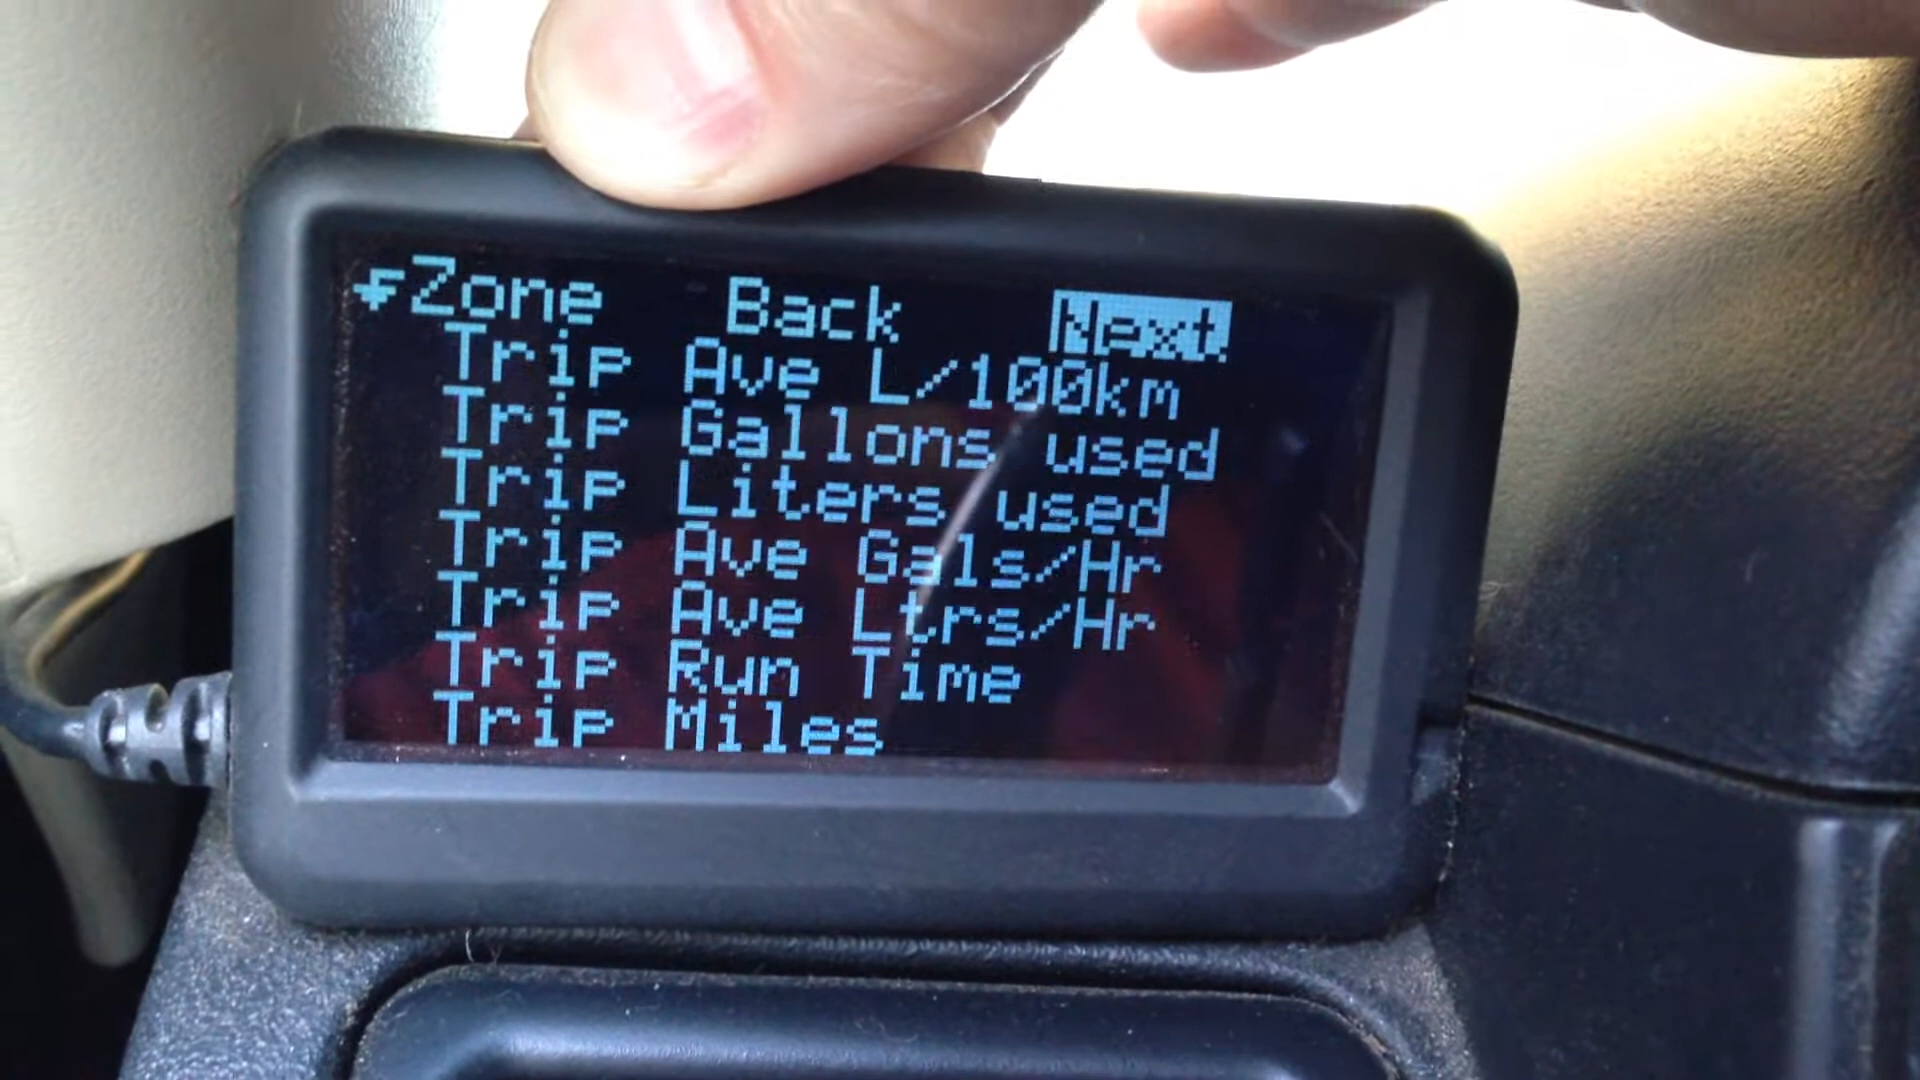 Zone Back Next
Trip Ave L/100km
Trip Gallons used
Trip Liters used
Trip Ave Gals/Hr
Trip Ave Ltrs/Hr
Trip Run Time
Trip Miles